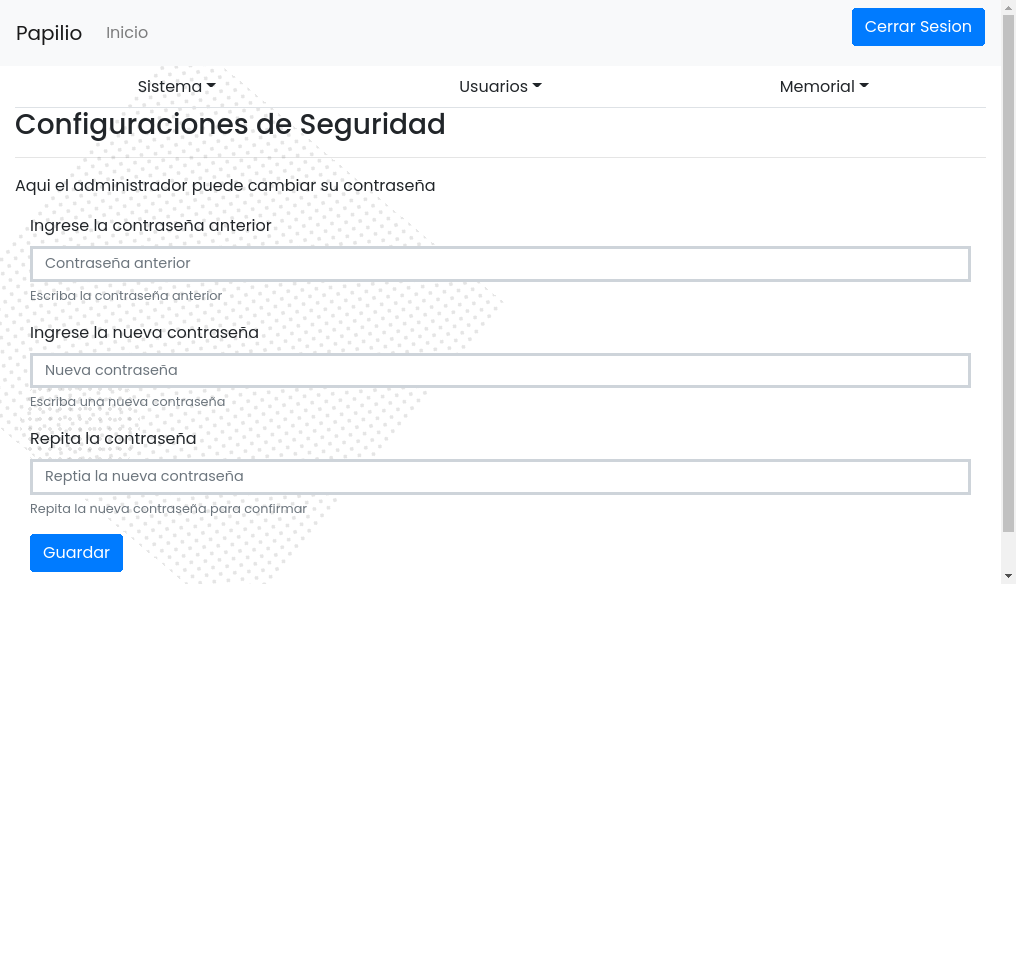 Papilio Inicio Cerrar Sesion
Sistema Usuarios Memorial
Configuraciones de Seguridad
Aqui el administrador puede cambiar su contraseña
Ingrese la contraseña anterior
Contraseña anterior
Escriba la contraseña anterior
Ingrese la nueva contraseña
Nueva contraseña
Escriba una nueva contraseña
Repita la contraseña
Reptia la nueva contraseña
Repita la nueva contraseña para confirmar
Guardar